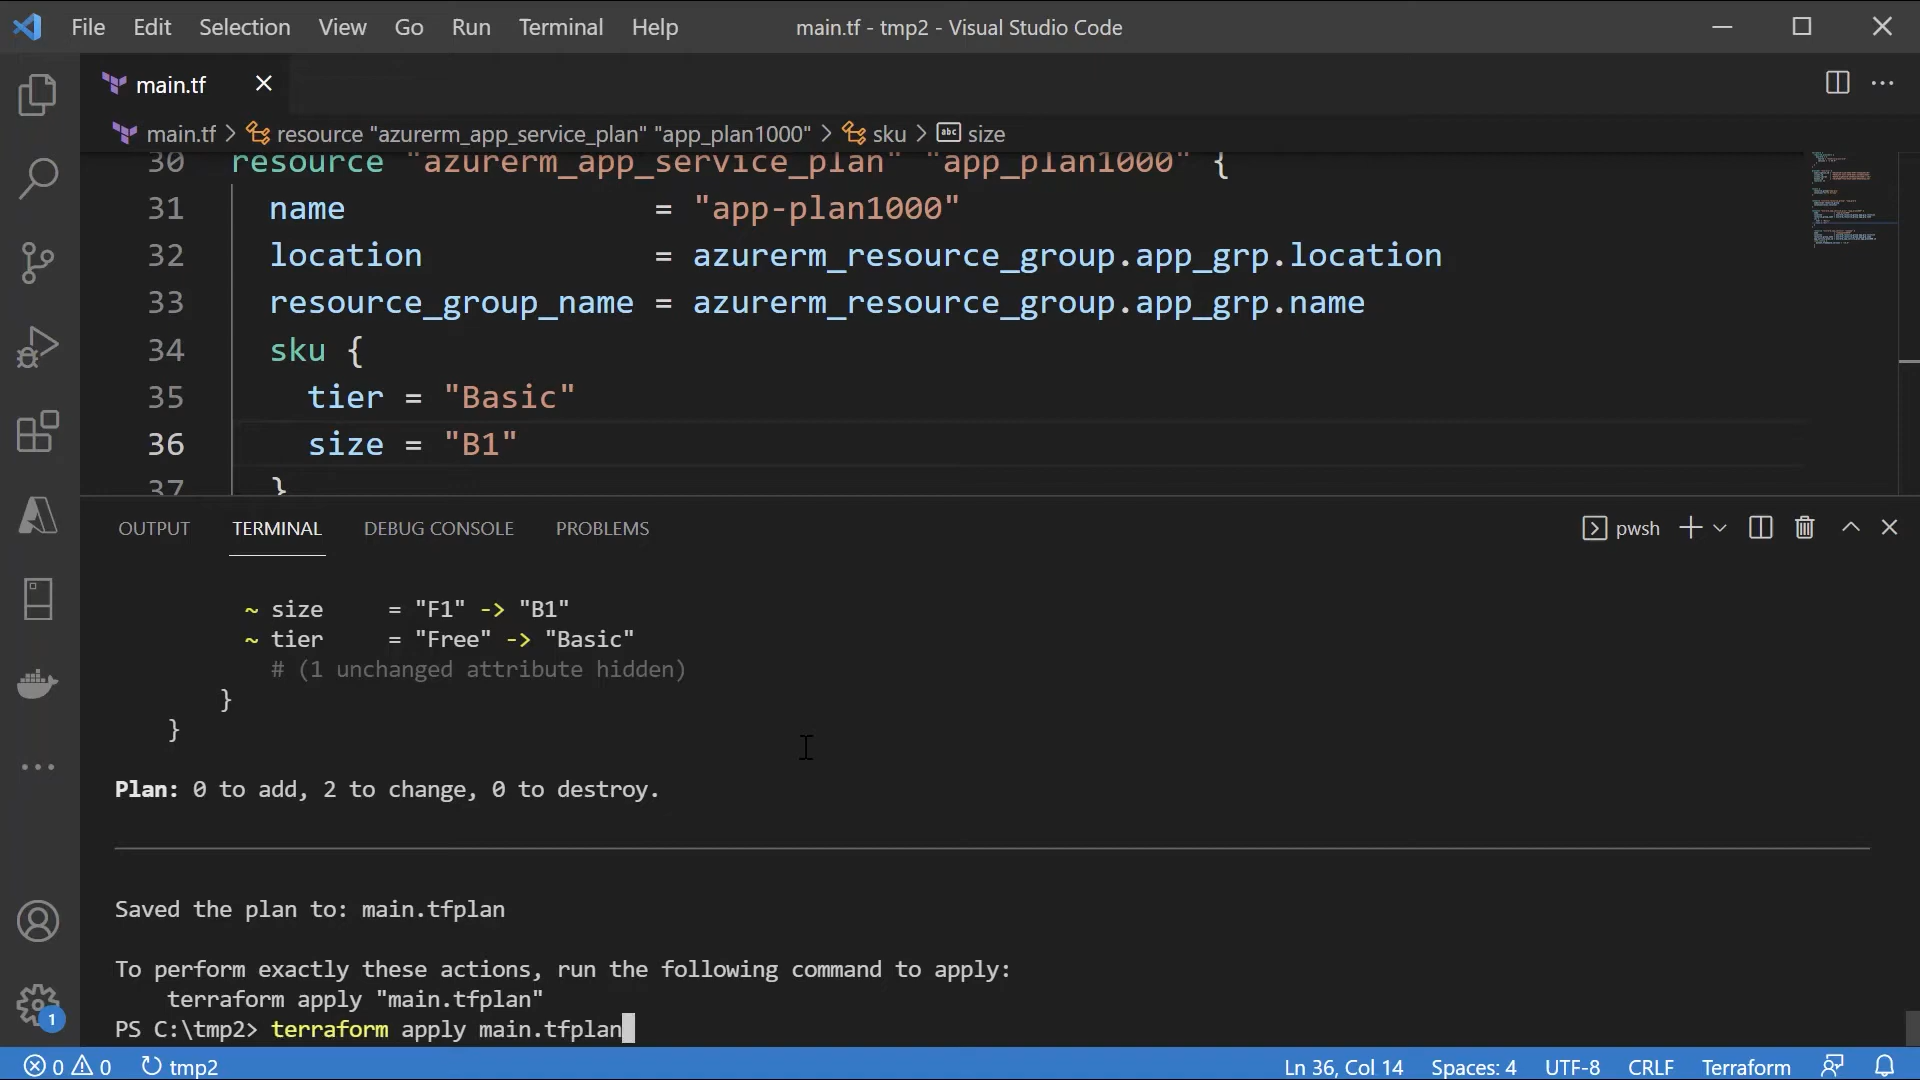 File Edit Selection View Go Run Terminal Help main.tf - tmp2 - Visual Studio Code
main.tf
main.tf > resource "azurerm_app_service_plan" "app_plan1000" > sku > abc size
30 resource "azurerm_app_service_plan" "app_plan1000" {
31 name = "app-plan1000"
32 location = azurerm_resource_group.app_grp.location
33 resource_group_name = azurerm_resource_group.app_grp.name
34 sku {
35 tier = "Basic"
36 size = "B1"
37 }
OUTPUT TERMINAL DEBUG CONSOLE PROBLEMS pwsh
~ size = "F1" -> "B1"
~ tier = "Free" -> "Basic"
# (1 unchanged attribute hidden)
}
}
Plan: 0 to add, 2 to change, 0 to destroy.
Saved the plan to: main.tfplan
To perform exactly these actions, run the following command to apply:
terraform apply "main.tfplan"
PS C:\tmp2> terraform apply main.tfplan
1
0 0 tmp2 Ln 36, Col 14 Spaces: 4 UTF-8 CRLF Terraform